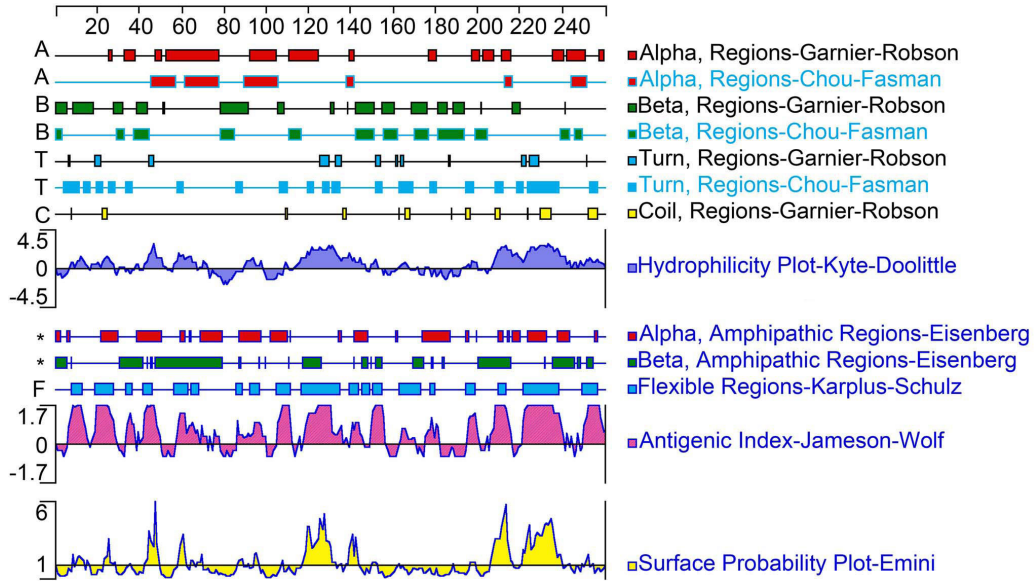 20 40 60 80 100 120 140 160 180 200 220 240
A Alpha, Regions-Garnier-Robson
A Alpha, Regions-Chou-Fasman
B Beta, Regions-Garnier-Robson
B Beta, Regions-Chou-Fasman
T Turn, Regions-Garnier-Robson
T Turn, Regions-Chou-Fasman
C Coil, Regions-Garnier-Robson
4.5
0 Hydrophilicity Plot-Kyte-Doolittle
-4.5
* Alpha, Amphipathic Regions-Eisenberg
* Beta, Amphipathic Regions-Eisenberg
F Flexible Regions-Karplus-Schulz
1.7
0 Antigenic Index-Jameson-Wolf
-1.7
6
1 Surface Probability Plot-Emini